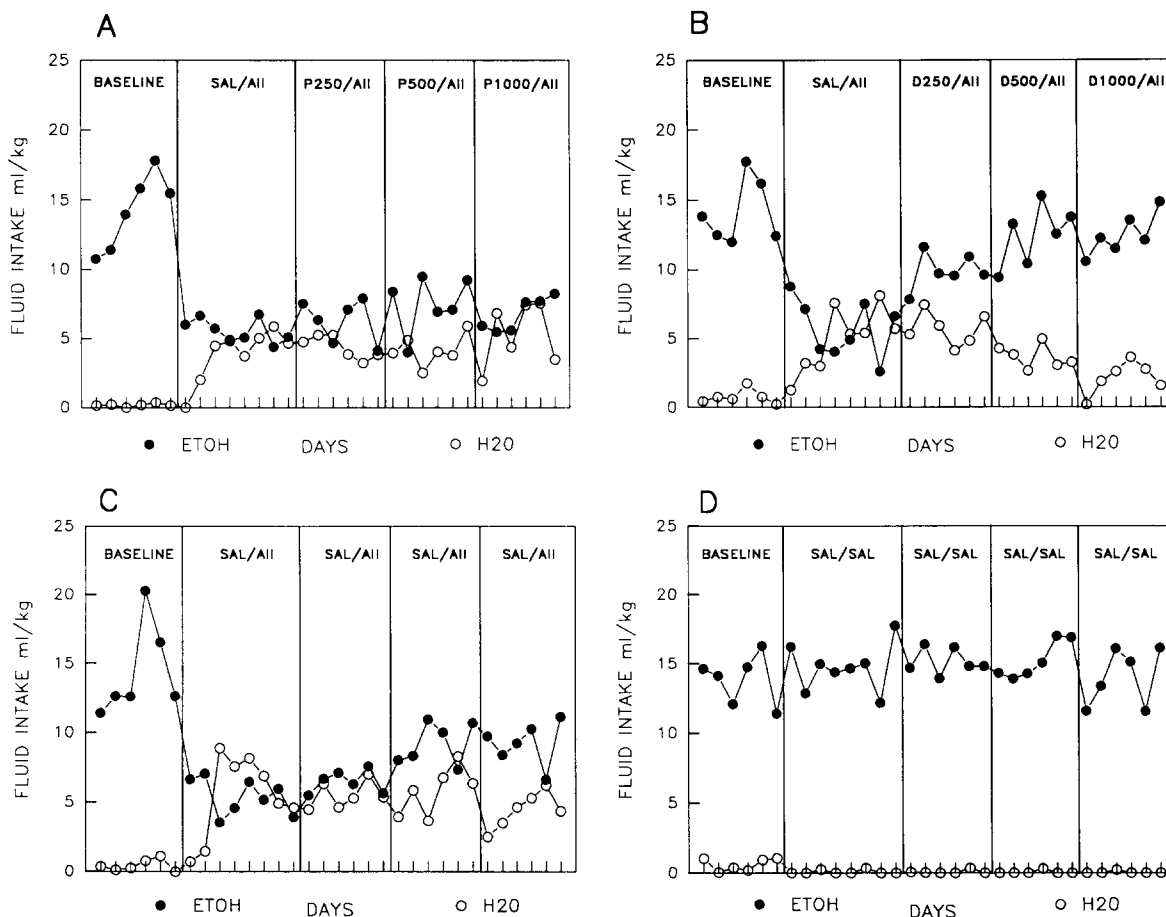 A
FLUID INTAKE ml/kg
25
20
15
10
5
0
BASELINE SAL/AII P250/AII P500/AII P1000/AII
ETOH DAYS H20
B
FLUID INTAKE ml/kg
25
20
15
10
5
0
BASELINE SAL/AII D250/AII D500/AII D1000/AII
ETOH DAYS H20
C
FLUID INTAKE ml/kg
25
20
15
10
5
0
BASELINE SAL/AII SAL/AII SAL/AII SAL/AII
ETOH DAYS H20
D
FLUID INTAKE ml/kg
25
20
15
10
5
0
BASELINE SAL/SAL SAL/SAL SAL/SAL SAL/SAL
ETOH DAYS H20